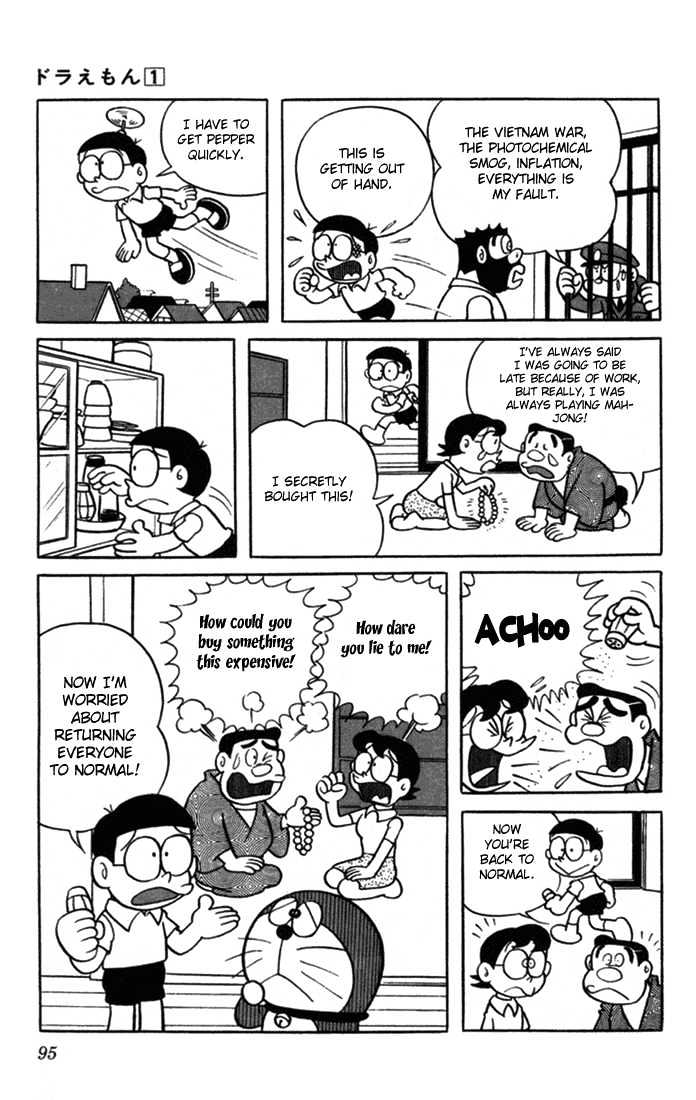 ドラえもん1
I HAVE TO
GET PEPPER
QUICKLY.
THIS IS
GETTING OUT
OF HAND.
THE VIETNAM WAR,
THE PHOTOCHEMICAL
SMOG, INFLATION,
EVERYTHING IS
MY FAULT.
I'VE ALWAYS SAID
I WAS GOING TO BE
LATE BECAUSE OF WORK,
BUT REALLY, I WAS
ALWAYS PLAYING MAH-
JONG!
I SECRETLY
BOUGHT THIS!
ACHOO
NOW
YOU'RE
BACK TO
NORMAL.
How could you
buy something
this expensive!
How dare
you lie to me!
NOW I'M
WORRIED
ABOUT
RETURNING
EVERYONE
TO NORMAL!
95